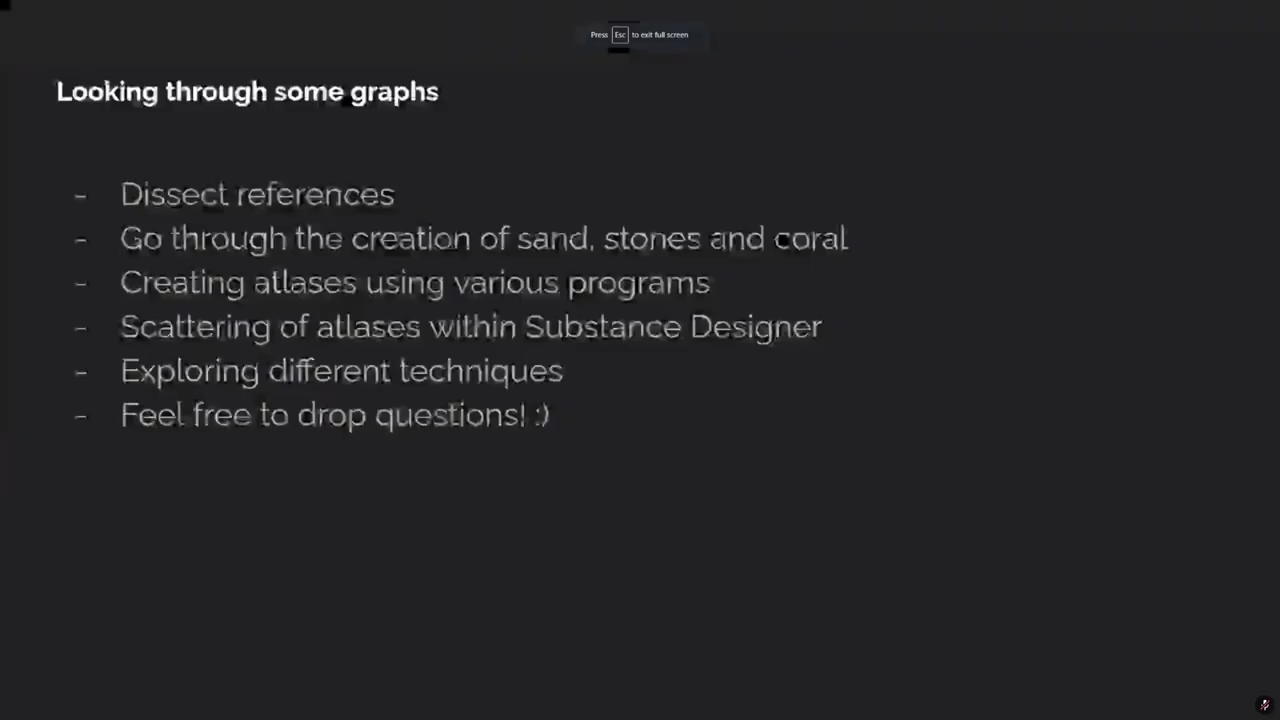 Press Esc to exit full screen
Looking through some graphs
- Dissect references
- Go through the creation of sand, stones and coral
- Creating atlases using various programs
- Scattering of atlases within Substance Designer
- Exploring different techniques
- Feel free to drop questions! :)